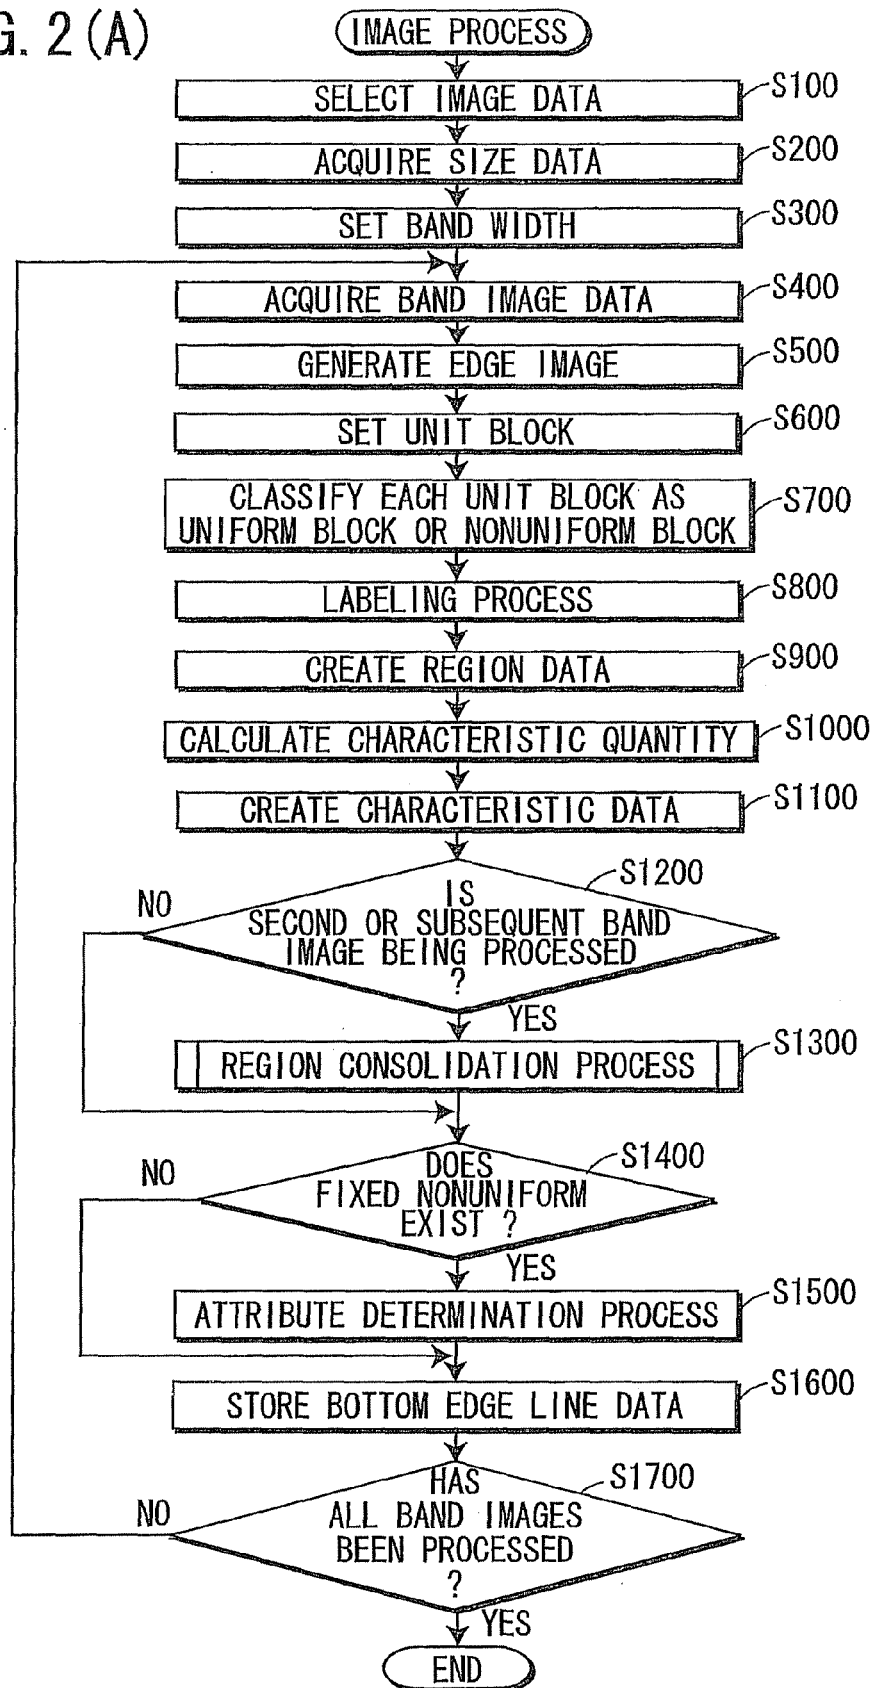 G. 2 (A)
IMAGE PROCESS
SELECT IMAGE DATA
S100
ACQUIRE SIZE DATA
S200
SET BAND WIDTH
S300
ACQUIRE BAND IMAGE DATA
S400
GENERATE EDGE IMAGE
S500
SET UNIT BLOCK
S600
CLASSIFY EACH UNIT BLOCK AS
UNIFORM BLOCK OR NONUNIFORM BLOCK
S700
LABELING PROCESS
S800
CREATE REGION DATA
S900
CALCULATE CHARACTERISTIC QUANTITY
S1000
CREATE CHARACTERISTIC DATA
S1100
S1200
NO
IS
SECOND OR SUBSEQUENT BAND
IMAGE BEING PROCESSED
?
YES
REGION CONSOLIDATION PROCESS
S1300
S1400
NO
DOES
FIXED NONUNIFORM
EXIST ?
YES
ATTRIBUTE DETERMINATION PROCESS
S1500
STORE BOTTOM EDGE LINE DATA
S1600
S1700
NO
HAS
ALL BAND IMAGES
BEEN PROCESSED
?
YES
END